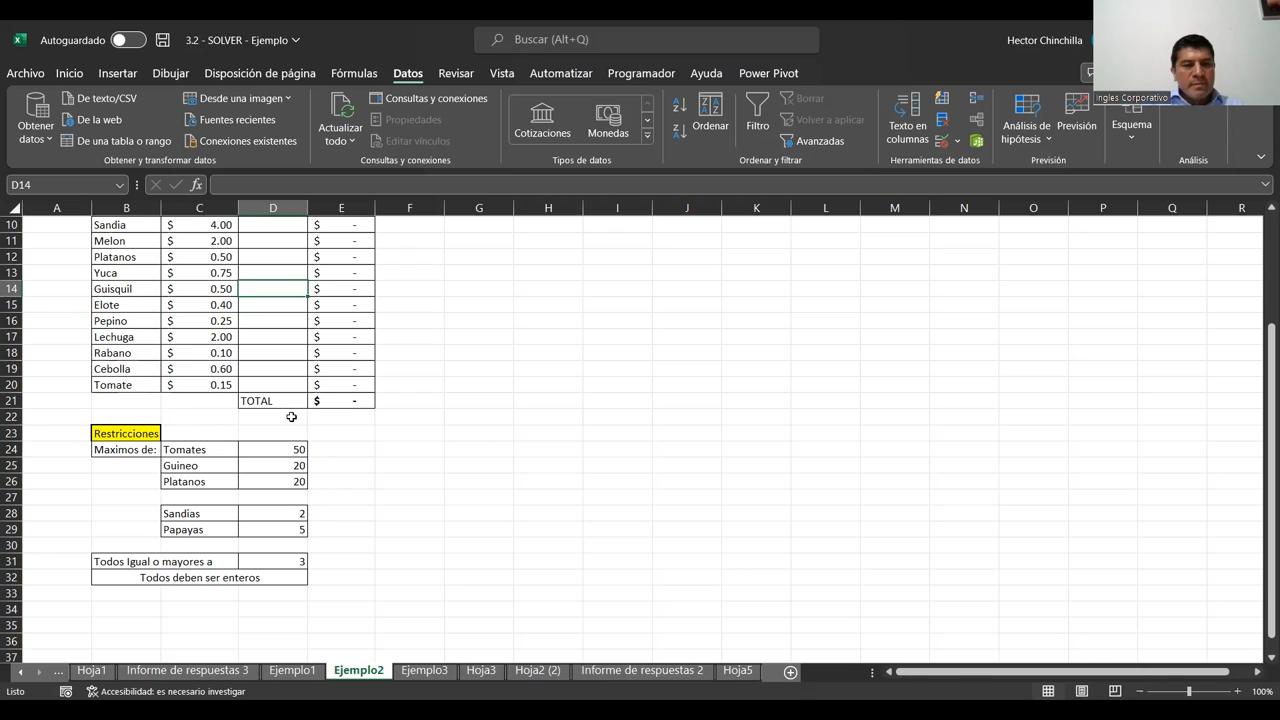 Autoguardado
3.2 - SOLVER - Ejemplo
Buscar (Alt+Q)
Hector Chinchilla
Ingles Corporativo
Archivo Inicio Insertar Dibujar Disposición de página Fórmulas Datos Revisar Vista Automatizar Programador Ayuda Power Pivot
Obtener datos
De texto/CSV
De la web
De una tabla o rango
Desde una imagen
Fuentes recientes
Conexiones existentes
Obtener y transformar datos
Actualizar todo
Consultas y conexiones
Propiedades
Editar vínculos
Consultas y conexiones
Cotizaciones
Monedas
Tipos de datos
Ordenar
Filtro
Borrar
Volver a aplicar
Avanzadas
Ordenar y filtrar
Texto en columnas
Herramientas de datos
Análisis de hipótesis
Previsión
Previsión
Esquema
Análisis
D14
fx
A B C D E F G H I J K L M N O P Q R
10 Sandia $ 4.00 $ -
11 Melon $ 2.00 $ -
12 Platanos $ 0.50 $ -
13 Yuca $ 0.75 $ -
14 Guisquil $ 0.50 $ -
15 Elote $ 0.40 $ -
16 Pepino $ 0.25 $ -
17 Lechuga $ 2.00 $ -
18 Rabano $ 0.10 $ -
19 Cebolla $ 0.60 $ -
20 Tomate $ 0.15 $ -
21 TOTAL $ -
22
23 Restricciones
24 Maximos de: Tomates 50
25 Guineo 20
26 Platanos 20
27
28 Sandias 2
29 Papayas 5
30
31 Todos Igual o mayores a 3
32 Todos deben ser enteros
33
34
35
36
37
... Hoja1 Informe de respuestas 3 Ejemplo1 Ejemplo2 Ejemplo3 Hoja3 Hoja2 (2) Informe de respuestas 2 Hoja5
Listo
Accesibilidad: es necesario investigar
100%